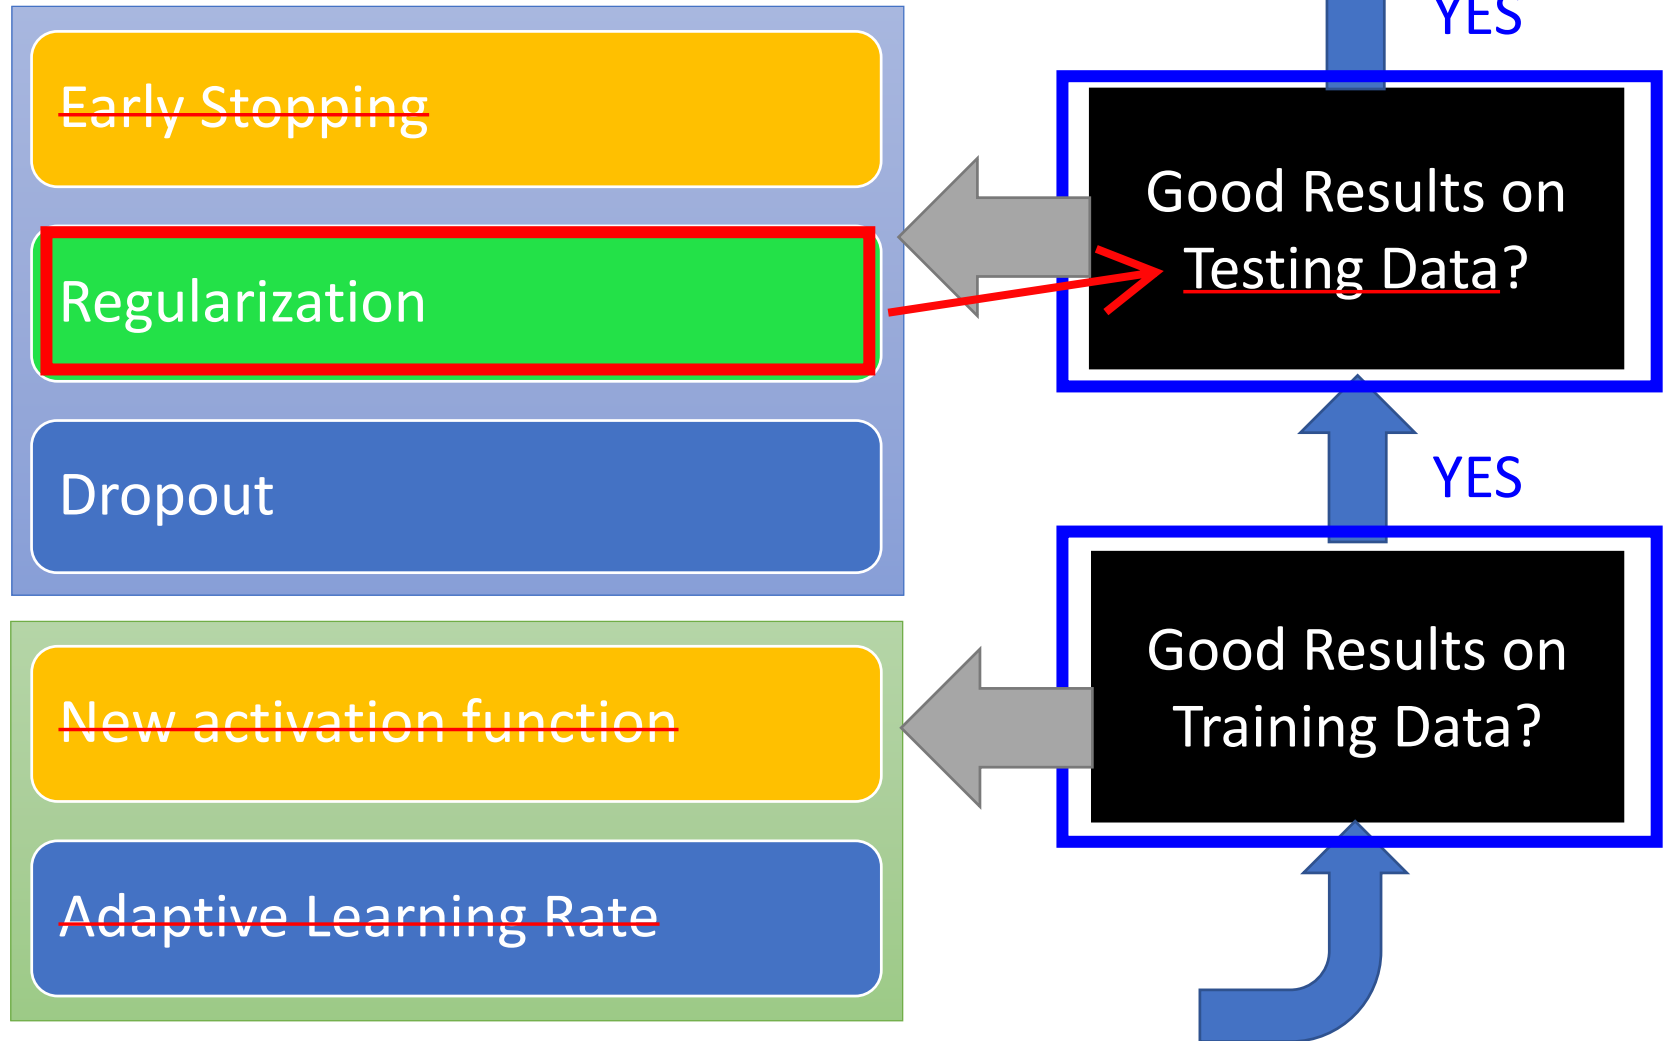 YES
Early Stopping
Good Results on
Testing Data?
Regularization
YES
Dropout
Good Results on
Training Data?
New activation function
Adaptive Learning Rate